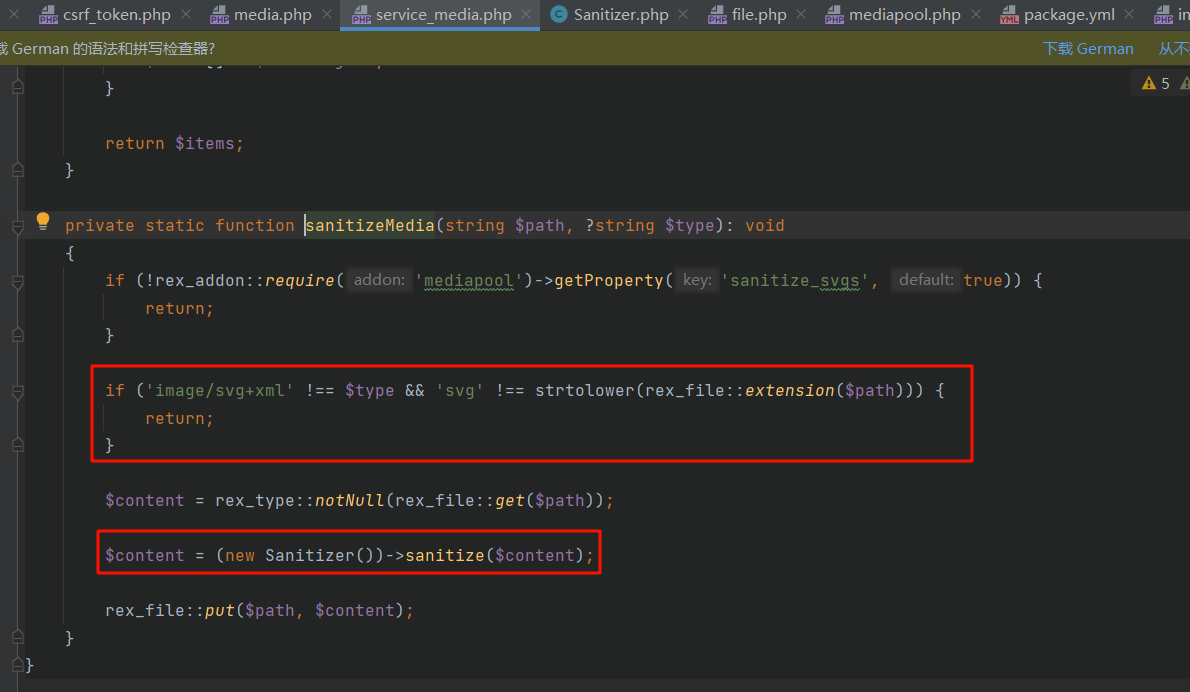 csrf_token.php media.php service_media.php Sanitizer.php file.php mediapool.php package.yml
German 的语法和拼写检查器? 下载 German 从不
}
5
return $items;
}
private static function sanitizeMedia(string $path, ?string $type): void
{
if (!rex_addon::require( addon: 'mediapool')->getProperty( key: 'sanitize_svgs', default: true)) {
return;
}
if ('image/svg+xml' !== $type && 'svg' !== strtolower(rex_file::extension($path))) {
return;
}
$content = rex_type::notNull(rex_file::get($path));
$content = (new Sanitizer())->sanitize($content);
rex_file::put($path, $content);
}
}